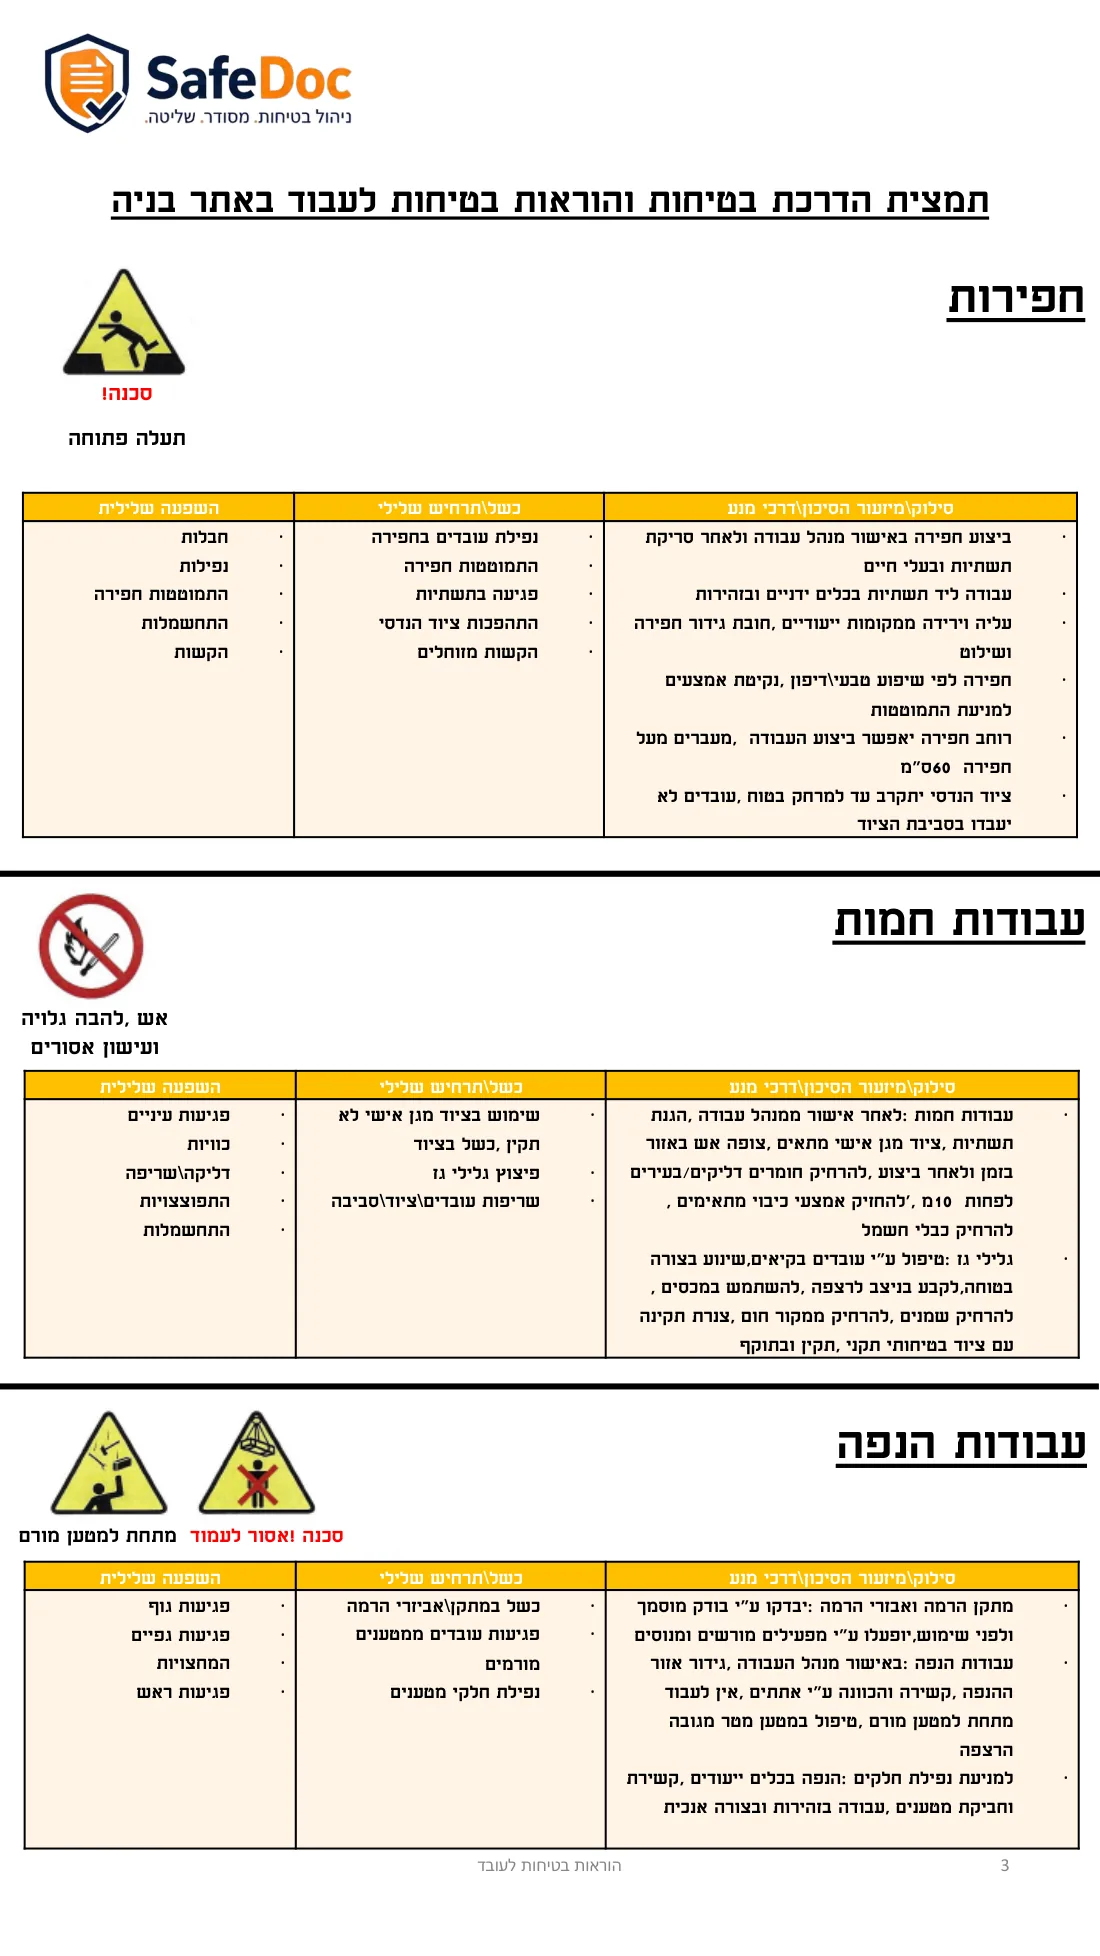 SafeDoc
ניהול בטיחות. מסודר. שליטה.
תמצית הדרכת בטיחות והוראות בטיחות לעבוד באתר בניה
חפירות
סכנה!
תעלה פתוחה
סילוק\מיזעור הסיכון\דרכי מנע
כשל\תרחיש שלילי
השפעה שלילית
· ביצוע חפירה באישור מנהל עבודה ולאחר סריקת
תשתיות ובעלי חיים
· עבודה ליד תשתיות בכלים ידניים ובזהירות
· עליה וירידה ממקומות ייעודיים ,חובת גידור חפירה
ושילוט
· חפירה לפי שיפוע טבעי\דיפון ,נקיטת אמצעים
למניעת התמוטטות
· רוחב חפירה יאפשר ביצוע העבודה ,מעברים מעל
חפירה 60ס"מ
· ציוד הנדסי יתקרב עד למרחק בטוח ,עובדים לא
יעבדו בסביבת הציוד
· נפילת עובדים בחפירה
· התמוטטות חפירה
· פגיעה בתשתיות
· התהפכות ציוד הנדסי
· הקשות מזוחלים
· חבלות
· נפילות
· התמוטטות חפירה
· התחשמלות
· הקשות
עבודות חמות
אש ,להבה גלויה
ועישון אסורים
סילוק\מיזעור הסיכון\דרכי מנע
כשל\תרחיש שלילי
השפעה שלילית
· עבודות חמות :לאחר אישור ממנהל עבודה ,הגנת
תשתיות ,ציוד מגן אישי מתאים ,צופה אש באזור
בזמן ולאחר ביצוע ,להרחיק חומרים דליקים/בעירים
לפחות 10מ ,'להחזיק אמצעי כיבוי מתאימים ,
להרחיק כבלי חשמל
· גלילי גז :טיפול ע"י עובדים בקיאים,שינוע בצורה
בטוחה,לקבע בניצב לרצפה ,להשתמש במכסים ,
להרחיק שמנים ,להרחיק ממקור חום ,צנרת תקינה
עם ציוד בטיחותי תקני ,תקין ובתוקף
· שימוש בציוד מגן אישי לא
תקין ,כשל בציוד
· פיצוץ גלילי גז
· שריפות עובדים\ציוד\סביבה
· פגיעות עיניים
· כוויות
· דליקה\שריפה
· התפוצצויות
· התחשמלות
עבודות הנפה
סכנה !אסור לעמוד מתחת למטען מורם
סילוק\מיזעור הסיכון\דרכי מנע
כשל\תרחיש שלילי
השפעה שלילית
· מתקן הרמה ואבזרי הרמה :יבדקו ע"י בודק מוסמך
ולפני שימוש,יופעלו ע"י מפעילים מורשים ומנוסים
· עבודות הנפה :באישור מנהל העבודה ,גידור אזור
ההנפה ,קשירה והכוונה ע"י אתתים ,אין לעבוד
מתחת למטען מורם ,טיפול במטען מטר מגובה
הרצפה
· למניעת נפילת חלקים :הנפה בכלים ייעודים ,קשירת
וחביקת מטענים ,עבודה בזהירות ובצורה אנכית
· כשל במתקן\אביזרי הרמה
· פגיעות עובדים ממטענים
מורמים
· נפילת חלקי מטענים
· פגיעות גוף
· פגיעות גפיים
· המחצויות
· פגיעות ראש
הוראות בטיחות לעובד
3